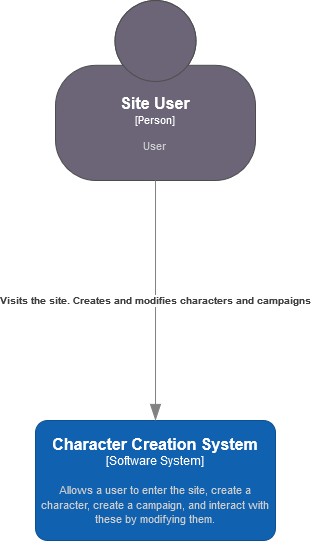 Site User
[Person]
User
Visits the site. Creates and modifies characters and campaigns
Character Creation System
[Software System]
Allows a user to enter the site, create a
character, create a campaign, and interact with
these by modifying them.